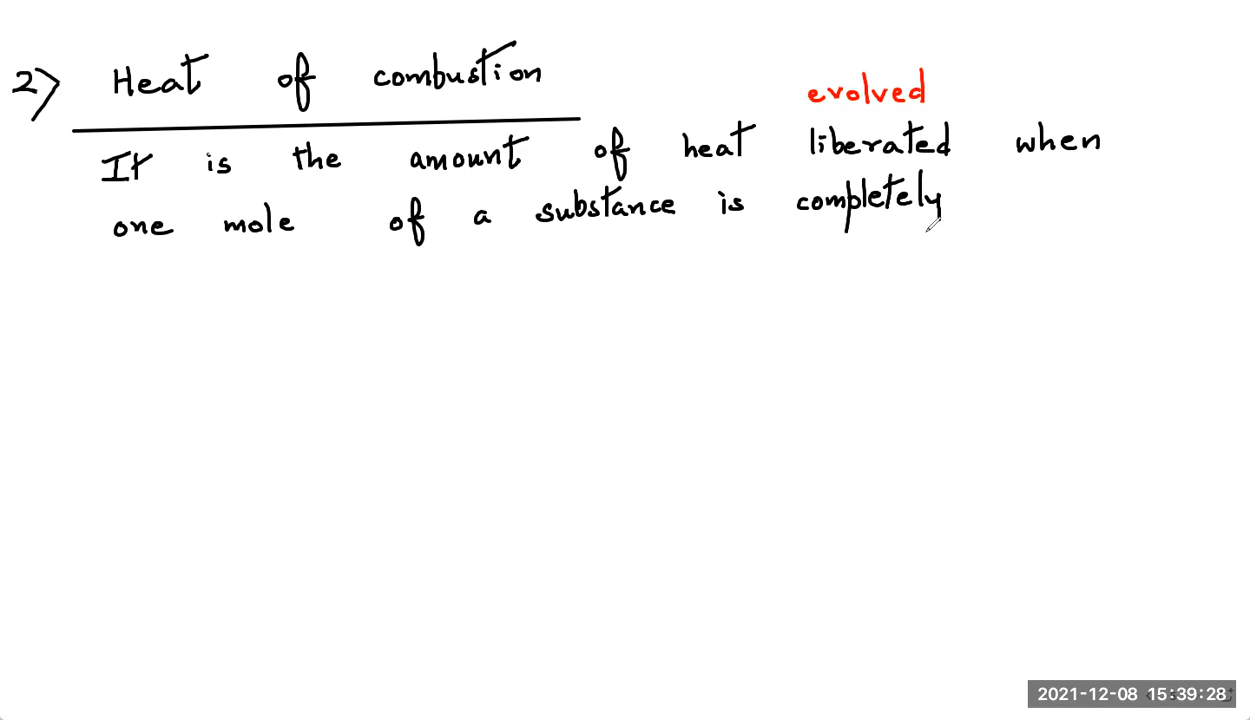 2) Heat of combustion
evolved
It is the amount of heat liberated when
one mole of a substance is completely
2021-12-08 15:39:28